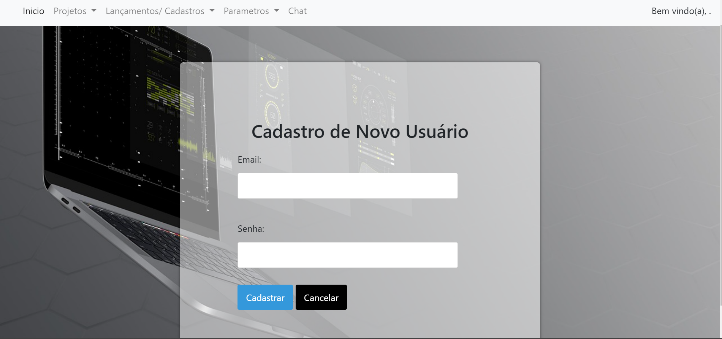 Inicio Projetos Lançamentos/ Cadastros Parametros Chat Bem vindo(a), .
Cadastro de Novo Usuário
Email:
Senha:
Cadastrar Cancelar